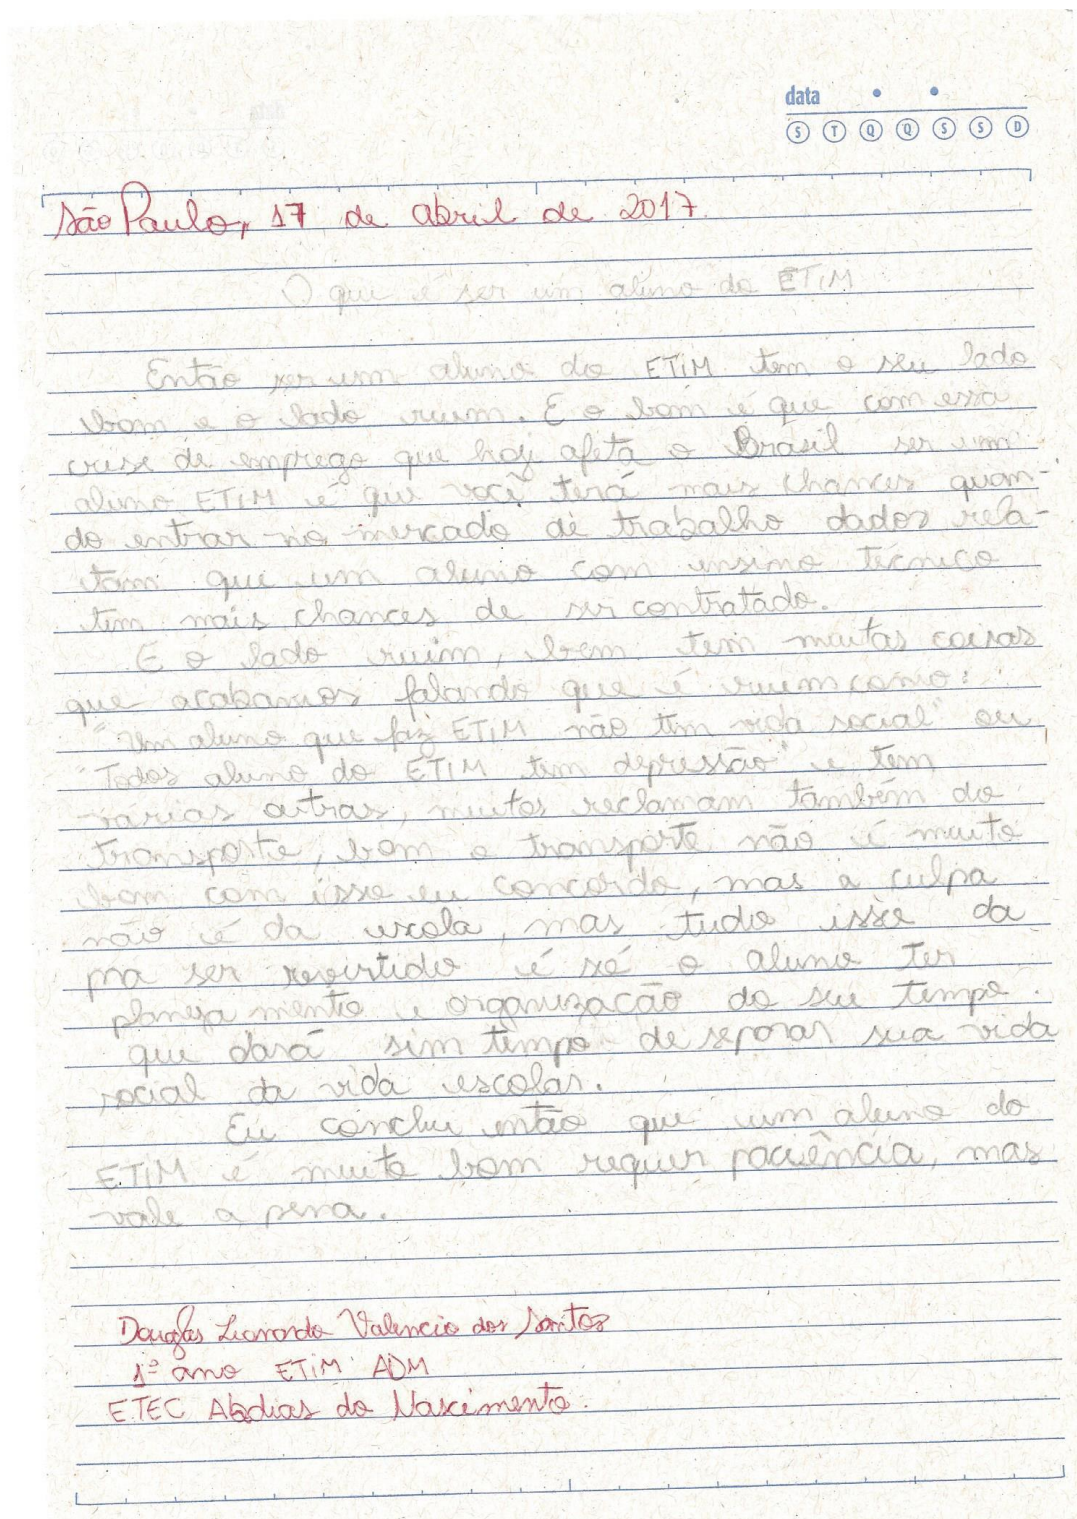 data
S T Q Q S S D
São Paulo, 17 de abril de 2017.
O que é ser um aluno do ETIM
Então ser um aluno do ETIM tem o seu lado
bom e o lado ruim. E o bom é que com essa
crise de emprego que hoj afeta o Brasil ser um
aluno ETIM é que você terá mais chances quan-
do entrar no mercado de trabalho dados rela-
tam que um aluno com ensino técnico
tem mais chances de ser contratado.
E o lado ruim, bem tem muitas coisas
que acabamos falando que é ruim como:
"Um aluno que faz ETIM não tem vida social" ou
"Todos aluno do ETIM tem depressão" e tem
várias outras, muitos reclamam também do
transporte, bom o transporte não é muito
bom com isso eu concordo, mas a culpa
não é da escola, mas tudo isso da
pra ser revertido é só o aluno ter
planeja mento e organização do seu tempo.
que dará sim tempo de separar sua vida
social da vida escolar.
Eu conclui então que um aluno do
ETIM é muito bom requer paciência, mas
vale a pena.
Douglas Leonardo Valencio dos Santos
1º ano ETIM ADM
ETEC Abdias do Nascimento.